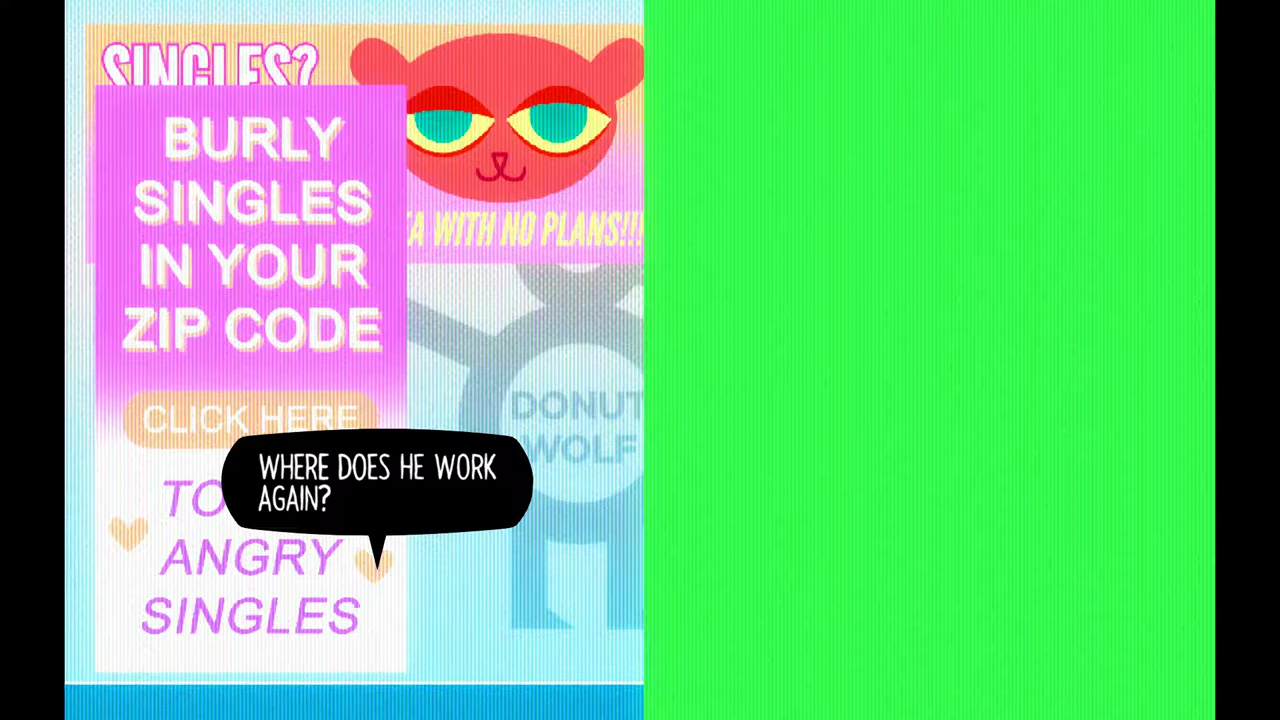 SINGLES?
BURLY
SINGLES
IN YOUR
ZIP CODE
WITH NO PLANS!!!
CLICK HERE
DONUT
WOLF
WHERE DOES HE WORK
AGAIN?
ANGRY
SINGLES